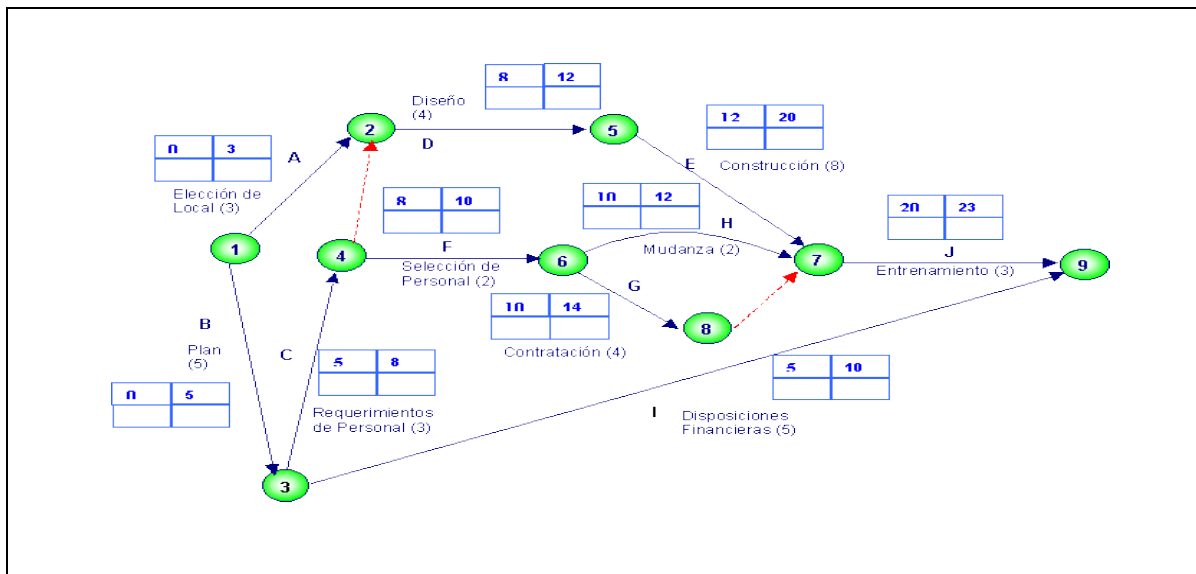 8 12
Diseño
(4)
2
D
5
12 20
E
Construcción (8)
0 3
A
Elección de
Local (3)
8 10
10 12
H
Mudanza (2)
20 23
1
4
F
Selección de
Personal (2)
6
7
J
Entrenamiento (3)
9
G
10 14
8
Contratación (4)
B
Plan
(5)
C
5 8
5 10
0 5
Requerimientos
de Personal (3)
I
Disposiciones
Financieras (5)
3